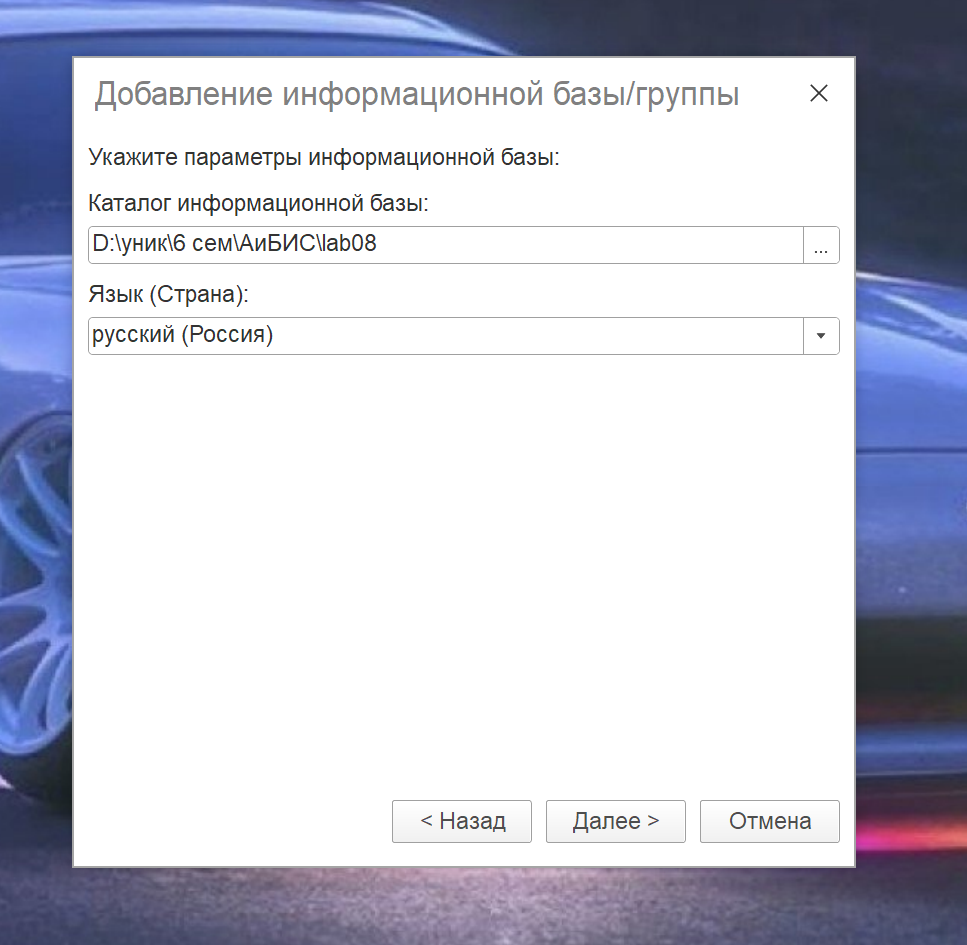 Добавление информационной базы/группы
Укажите параметры информационной базы:
Каталог информационной базы:
D:\уник\6 сем\АиБИС\lab08
...
Язык (Страна):
русский (Россия)
< Назад
Далее >
Отмена